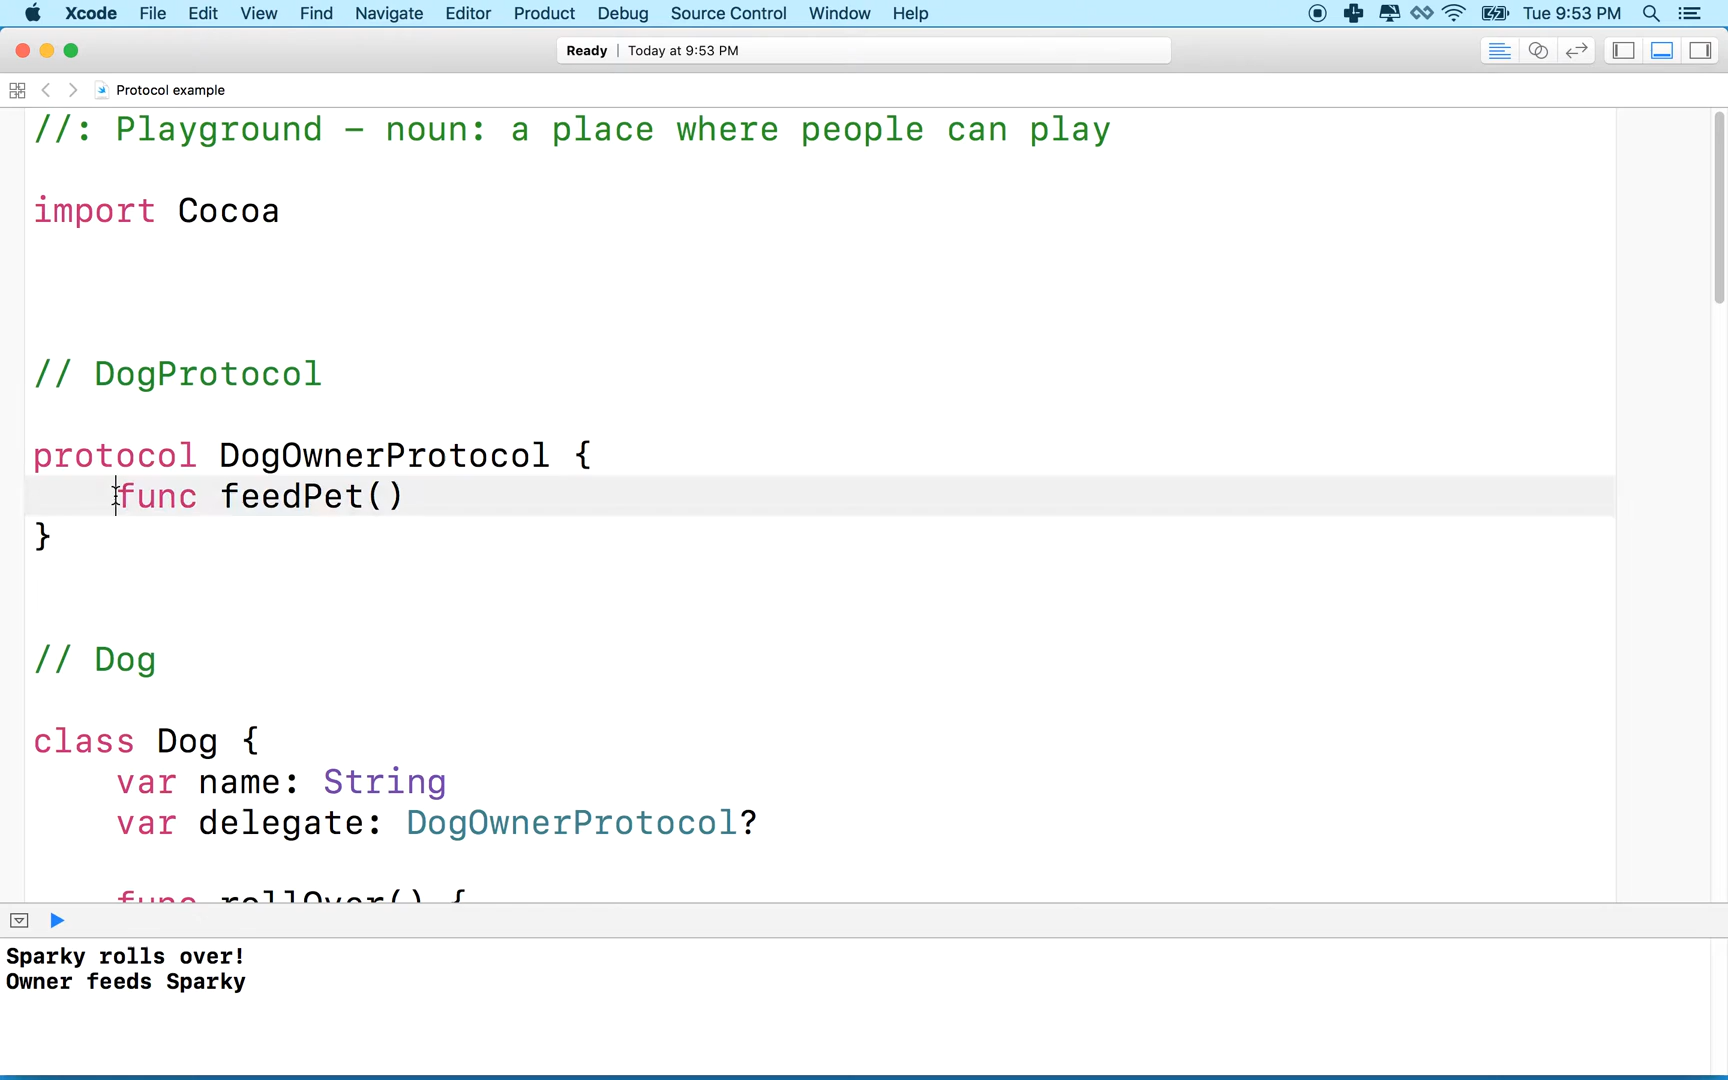 Xcode File Edit View Find Navigate Editor Product Debug Source Control Window Help Tue 9:53 PM
Ready | Today at 9:53 PM
Protocol example
//: Playground – noun: a place where people can play
import Cocoa
// DogProtocol
protocol DogOwnerProtocol {
func feedPet()
}
// Dog
class Dog {
var name: String
var delegate: DogOwnerProtocol?
func rollOver() {
Sparky rolls over!
Owner feeds Sparky